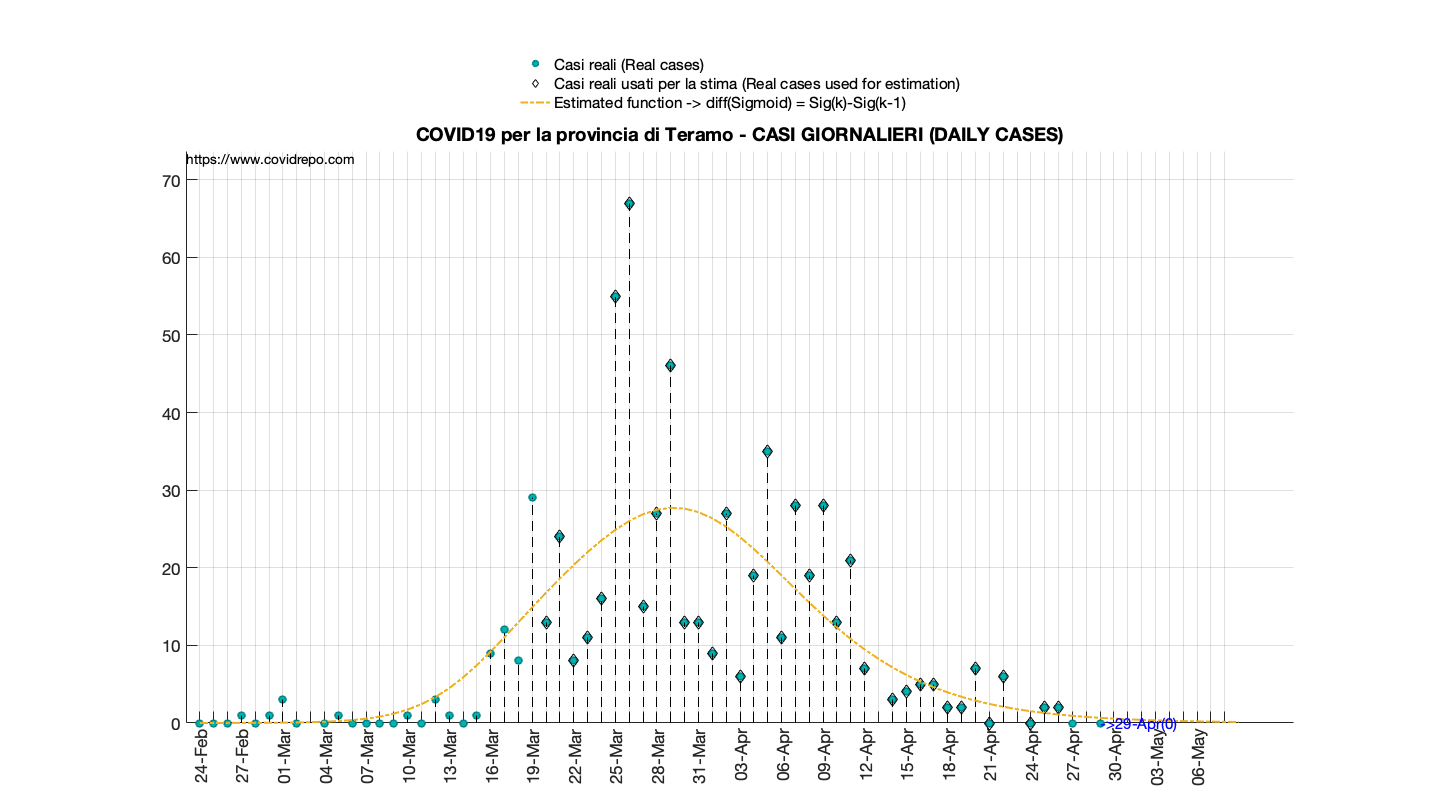 Casi reali (Real cases)
Casi reali usati per la stima (Real cases used for estimation)
Estimated function -> diff(Sigmoid) = Sig(k)-Sig(k-1)
COVID19 per la provincia di Teramo - CASI GIORNALIERI (DAILY CASES)
https://www.covidrepo.com
70
60
50
40
30
20
10
0
->29-Apr(0)
24-Feb
27-Feb
01-Mar
04-Mar
07-Mar
10-Mar
13-Mar
16-Mar
19-Mar
22-Mar
25-Mar
28-Mar
31-Mar
03-Apr
06-Apr
09-Apr
12-Apr
15-Apr
18-Apr
21-Apr
24-Apr
27-Apr
30-Apr
03-May
06-May